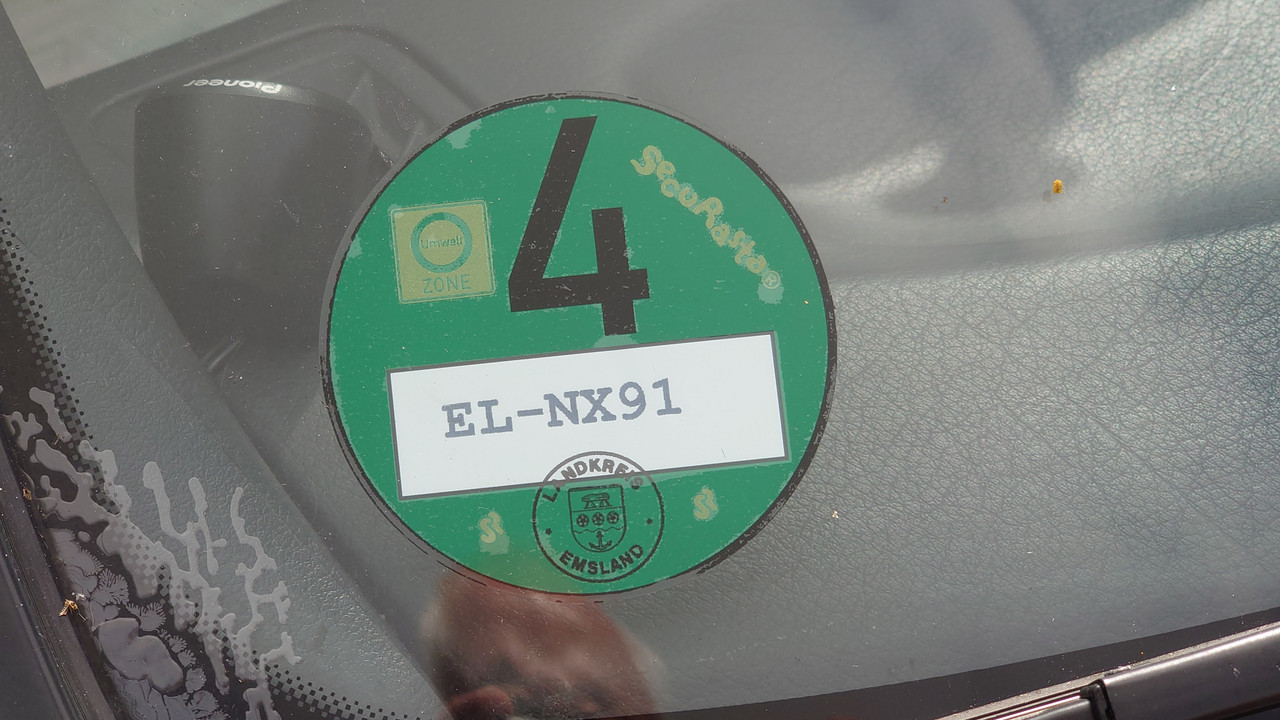 Pioneer
4
SecuRasta®
Umwelt
ZONE
EL-NX91
LANDKREIS
EMSLAND